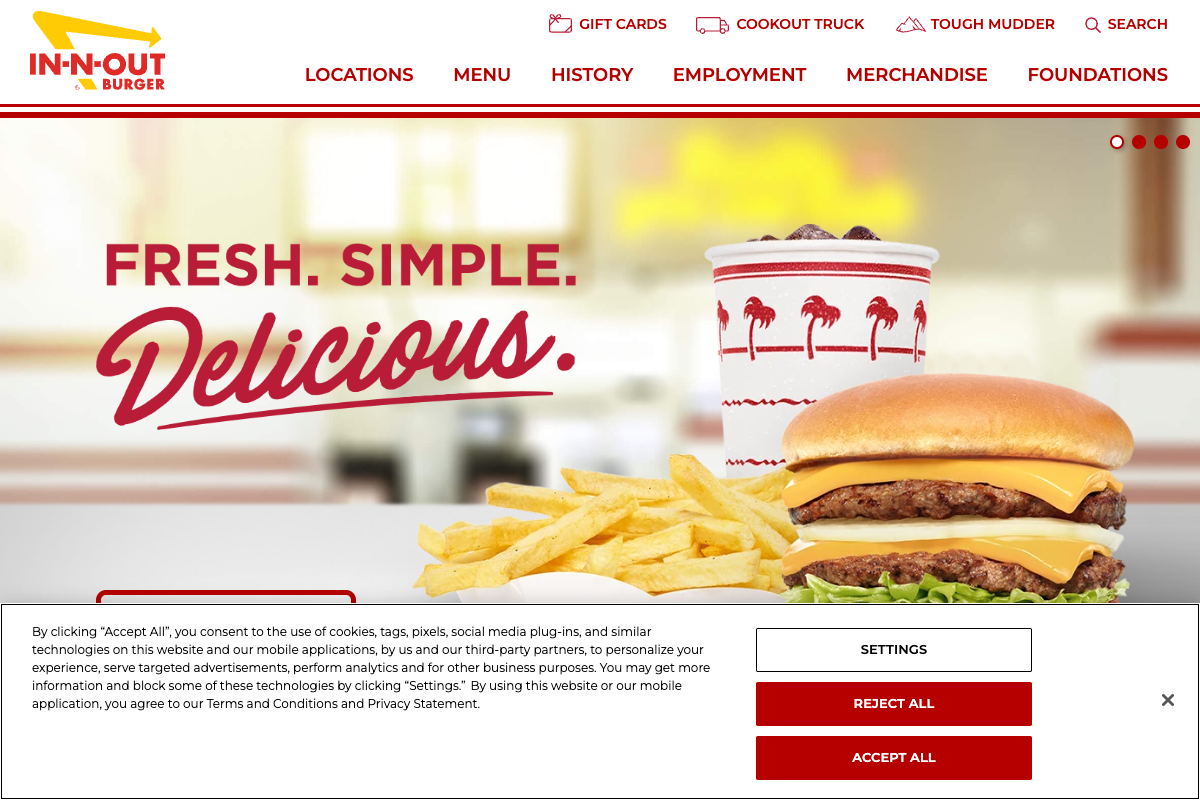 IN-N-OUT
BURGER
GIFT CARDS
COOKOUT TRUCK
TOUGH MUDDER
SEARCH
LOCATIONS
MENU
HISTORY
EMPLOYMENT
MERCHANDISE
FOUNDATIONS
FRESH. SIMPLE.
Delicious.
By clicking “Accept All”, you consent to the use of cookies, tags, pixels, social media plug-ins, and similar
technologies on this website and our mobile applications, by us and our third-party partners, to personalize your
experience, serve targeted advertisements, perform analytics and for other business purposes. You may get more
information and block some of these technologies by clicking “Settings.” By using this website or our mobile
application, you agree to our Terms and Conditions and Privacy Statement.
SETTINGS
REJECT ALL
ACCEPT ALL